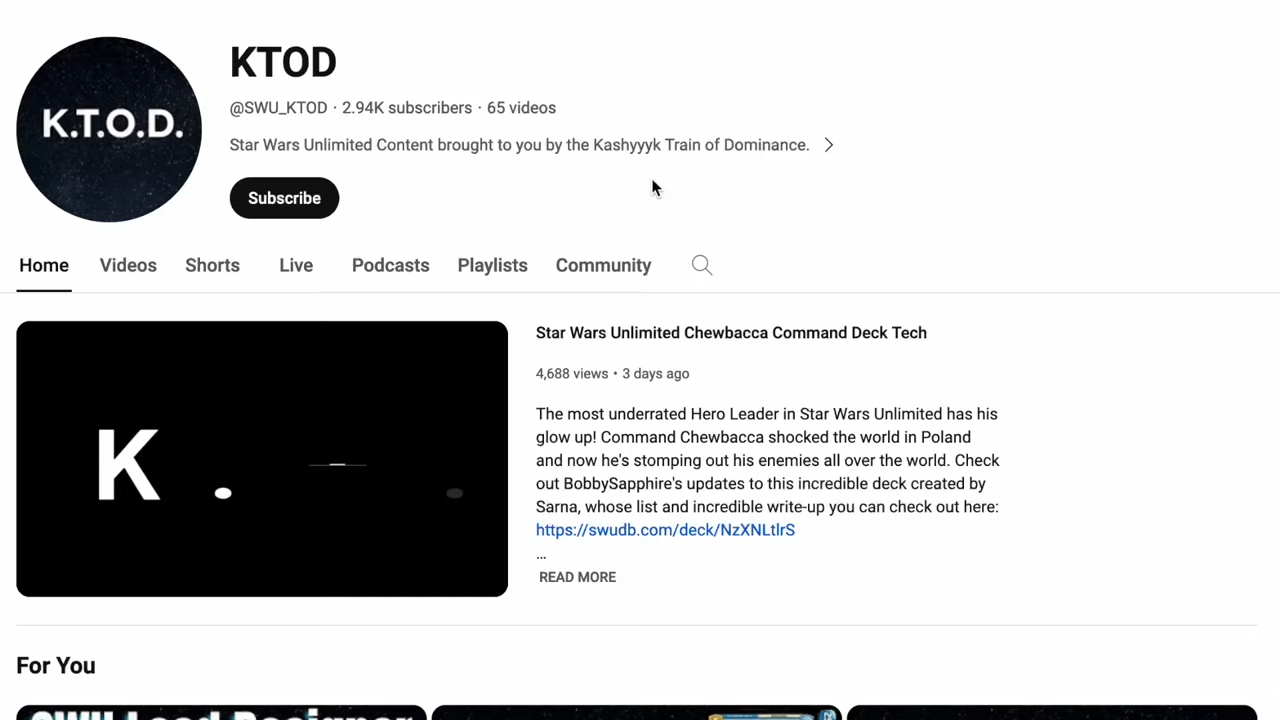 K.T.O.D.
KTOD
@SWU_KTOD · 2.94K subscribers · 65 videos
Star Wars Unlimited Content brought to you by the Kashyyyk Train of Dominance.
Subscribe
Home Videos Shorts Live Podcasts Playlists Community
K .
Star Wars Unlimited Chewbacca Command Deck Tech
4,688 views • 3 days ago
The most underrated Hero Leader in Star Wars Unlimited has his
glow up! Command Chewbacca shocked the world in Poland
and now he's stomping out his enemies all over the world. Check
out BobbySapphire's updates to this incredible deck created by
Sarna, whose list and incredible write-up you can check out here:
https://swudb.com/deck/NzXNLtlrS
...
READ MORE
For You
SWU Lead Designer